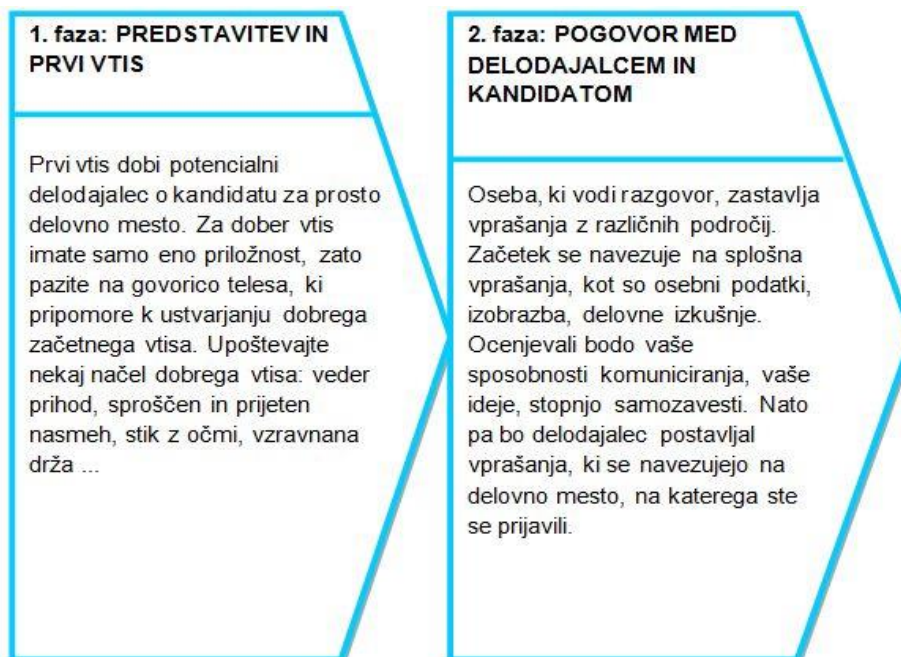 1. faza: PREDSTAVITEV IN
PRVI VTIS
Prvi vtis dobi potencialni
delodajalec o kandidatu za prosto
delovno mesto. Za dober vtis
imate samo eno priložnost, zato
pazite na govorico telesa, ki
pripomore k ustvarjanju dobrega
začetnega vtisa. Upoštevajte
nekaj načel dobrega vtisa: veder
prihod, sproščen in prijeten
nasmeh, stik z očmi, vzravnana
drža ...
2. faza: POGOVOR MED
DELODAJALCEM IN
KANDIDATOM
Oseba, ki vodi razgovor, zastavlja
vprašanja z različnih področij.
Začetek se navezuje na splošna
vprašanja, kot so osebni podatki,
izobrazba, delovne izkušnje.
Ocenjevali bodo vaše
sposobnosti komuniciranja, vaše
ideje, stopnjo samozavesti. Nato
pa bo delodajalec postavljal
vprašanja, ki se navezujejo na
delovno mesto, na katerega ste
se prijavili.